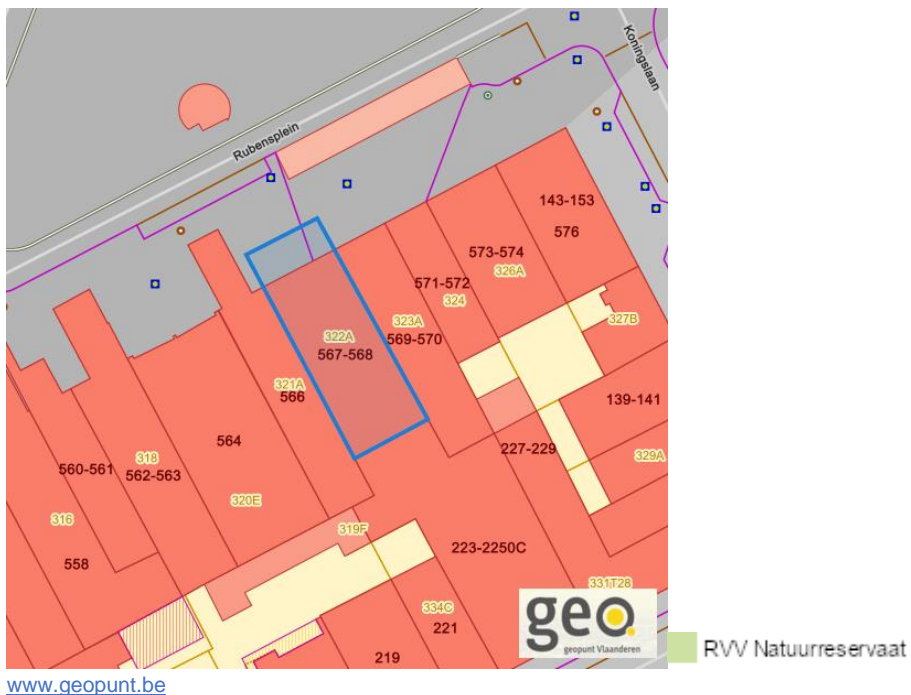 Koningslaan
Rubensplein
143-153
576
573-574
326A
571-572
324
323A
569-570
327B
322A
567-568
321A
566
139-141
564
227-229
329A
560-561
318
562-563
320E
316
319F
223-2250C
558
331T28
334C
221
219
geo
geopunt Vlaanderen
RVV Natuurreservaat
www.geopunt.be